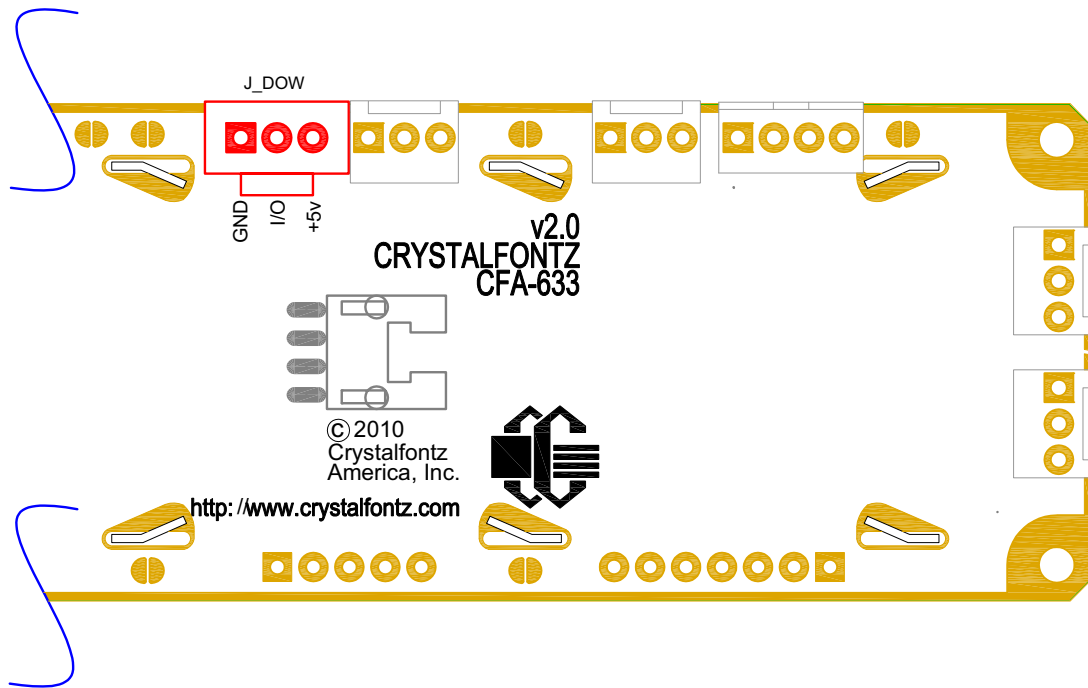 J_DOW
GND
I/O
+5v
v2.0
CRYSTALFONTZ
CFA-633
© 2010
Crystalfontz
America, Inc.
http://www.crystalfontz.com